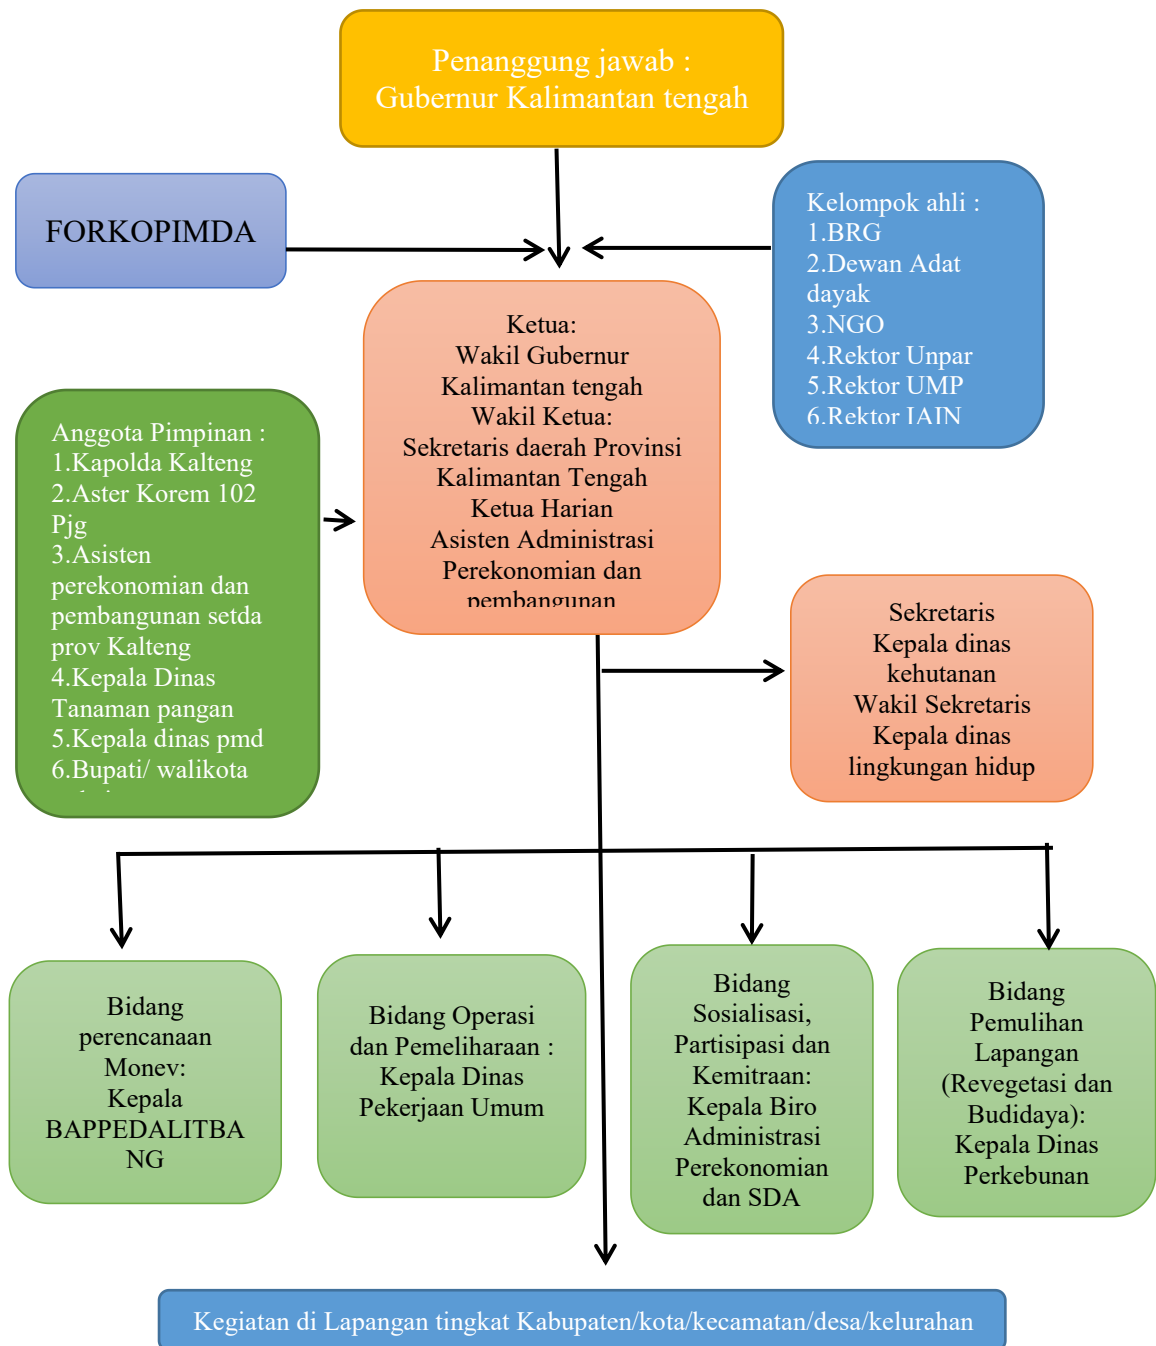 Penanggung jawab :
Gubernur Kalimantan tengah
FORKOPIMDA
Kelompok ahli :
1.BRG
2.Dewan Adat
dayak
3.NGO
4.Rektor Unpar
5.Rektor UMP
6.Rektor IAIN
Ketua:
Wakil Gubernur
Kalimantan tengah
Wakil Ketua:
Sekretaris daerah Provinsi
Kalimantan Tengah
Ketua Harian
Asisten Administrasi
Perekonomian dan
pembangunan
Anggota Pimpinan :
1.Kapolda Kalteng
2.Aster Korem 102
Pjg
3.Asisten
perekonomian dan
pembangunan setda
prov Kalteng
4.Kepala Dinas
Tanaman pangan
5.Kepala dinas pmd
6.Bupati/ walikota
Sekretaris
Kepala dinas
kehutanan
Wakil Sekretaris
Kepala dinas
lingkungan hidup
Bidang
perencanaan
Monev:
Kepala
BAPPEDALITBA
NG
Bidang Operasi
dan Pemeliharaan :
Kepala Dinas
Pekerjaan Umum
Bidang
Sosialisasi,
Partisipasi dan
Kemitraan:
Kepala Biro
Administrasi
Perekonomian
dan SDA
Bidang
Pemulihan
Lapangan
(Revegetasi dan
Budidaya):
Kepala Dinas
Perkebunan
Kegiatan di Lapangan tingkat Kabupaten/kota/kecamatan/desa/kelurahan